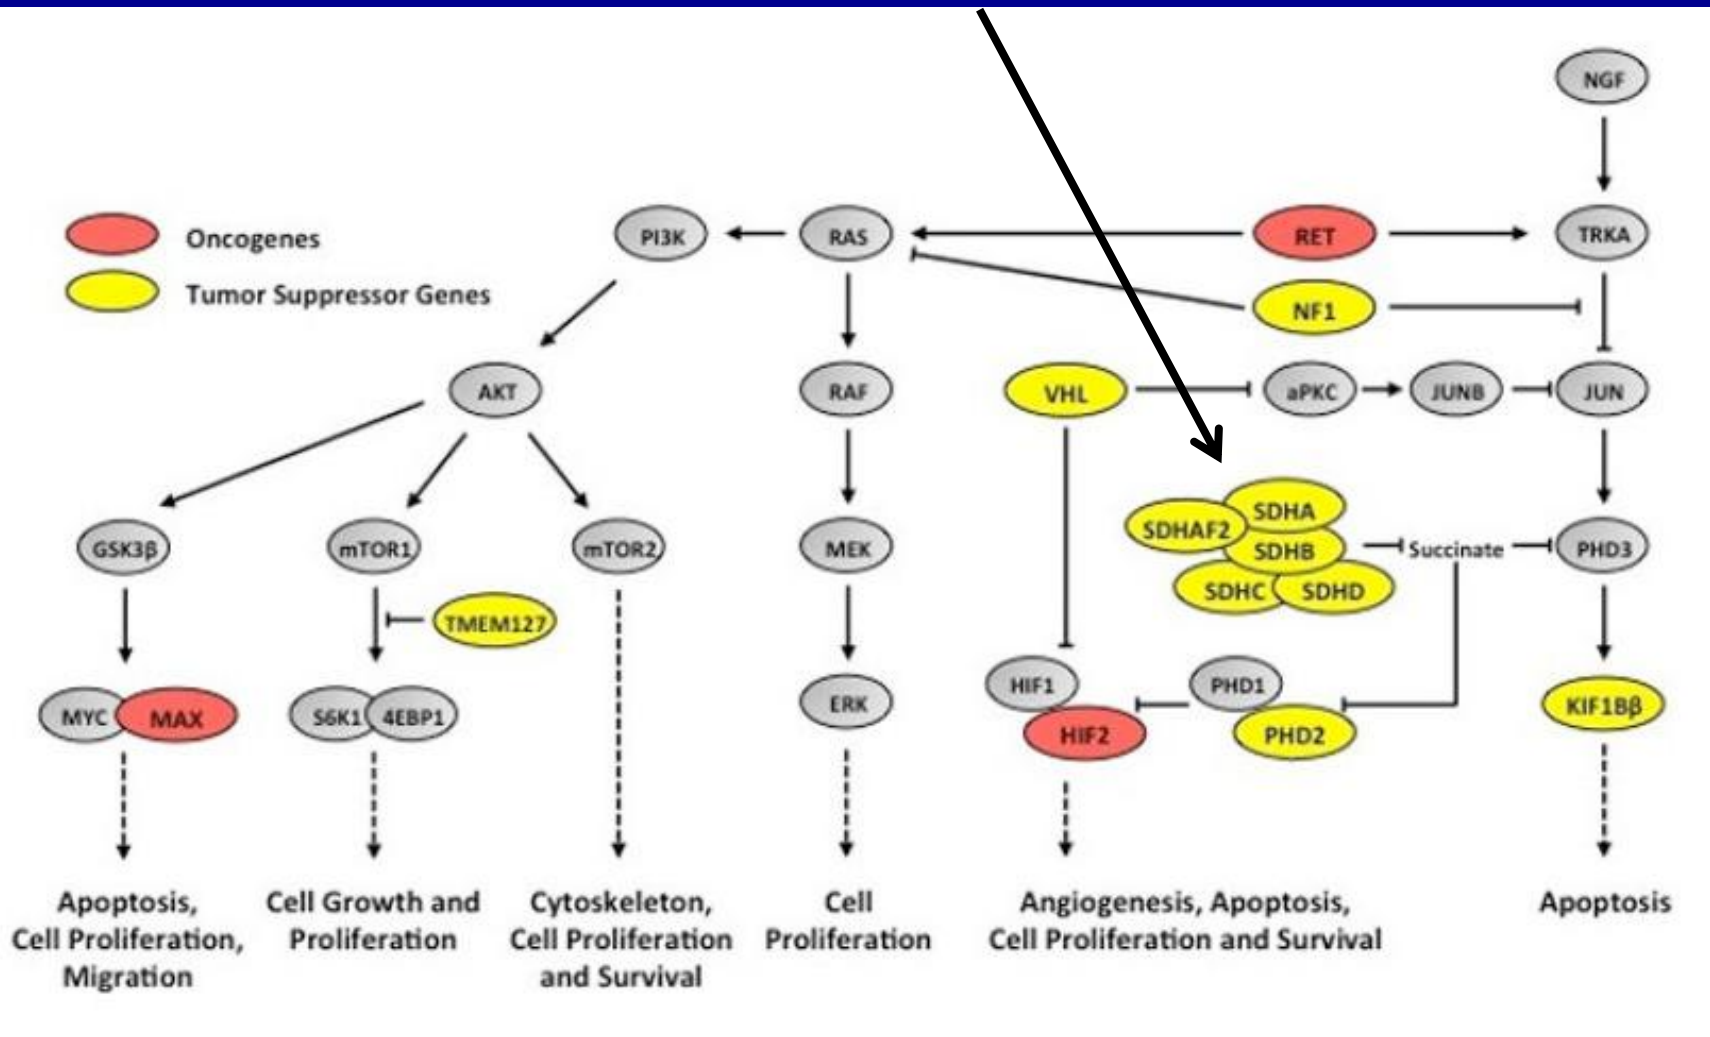 NGF
Oncogenes
Tumor Suppressor Genes
PI3K
RAS
RET
TRKA
NF1
AKT
RAF
VHL
aPKC
JUNB
JUN
SDHA
SDHAF2
SDHB
SDHC
SDHD
Succinate
GSK3β
mTOR1
mTOR2
MEK
PHD3
TMEM127
MYC
MAX
S6K1
4EBP1
ERK
HIF1
HIF2
PHD1
PHD2
KIF1Bβ
Apoptosis,
Cell Proliferation,
Migration
Cell Growth and
Proliferation
Cytoskeleton,
Cell Proliferation
and Survival
Cell
Proliferation
Angiogenesis, Apoptosis,
Cell Proliferation and Survival
Apoptosis